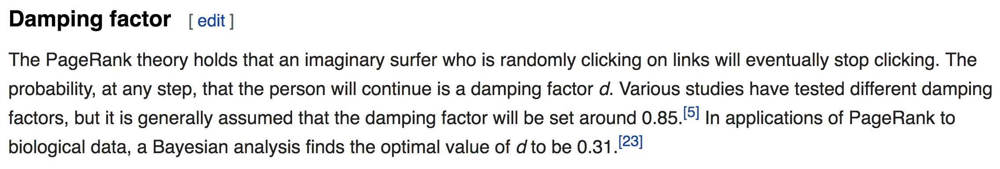 Damping factor [ edit ]
The PageRank theory holds that an imaginary surfer who is randomly clicking on links will eventually stop clicking. The
probability, at any step, that the person will continue is a damping factor d. Various studies have tested different damping
factors, but it is generally assumed that the damping factor will be set around 0.85.[5] In applications of PageRank to
biological data, a Bayesian analysis finds the optimal value of d to be 0.31.[23]